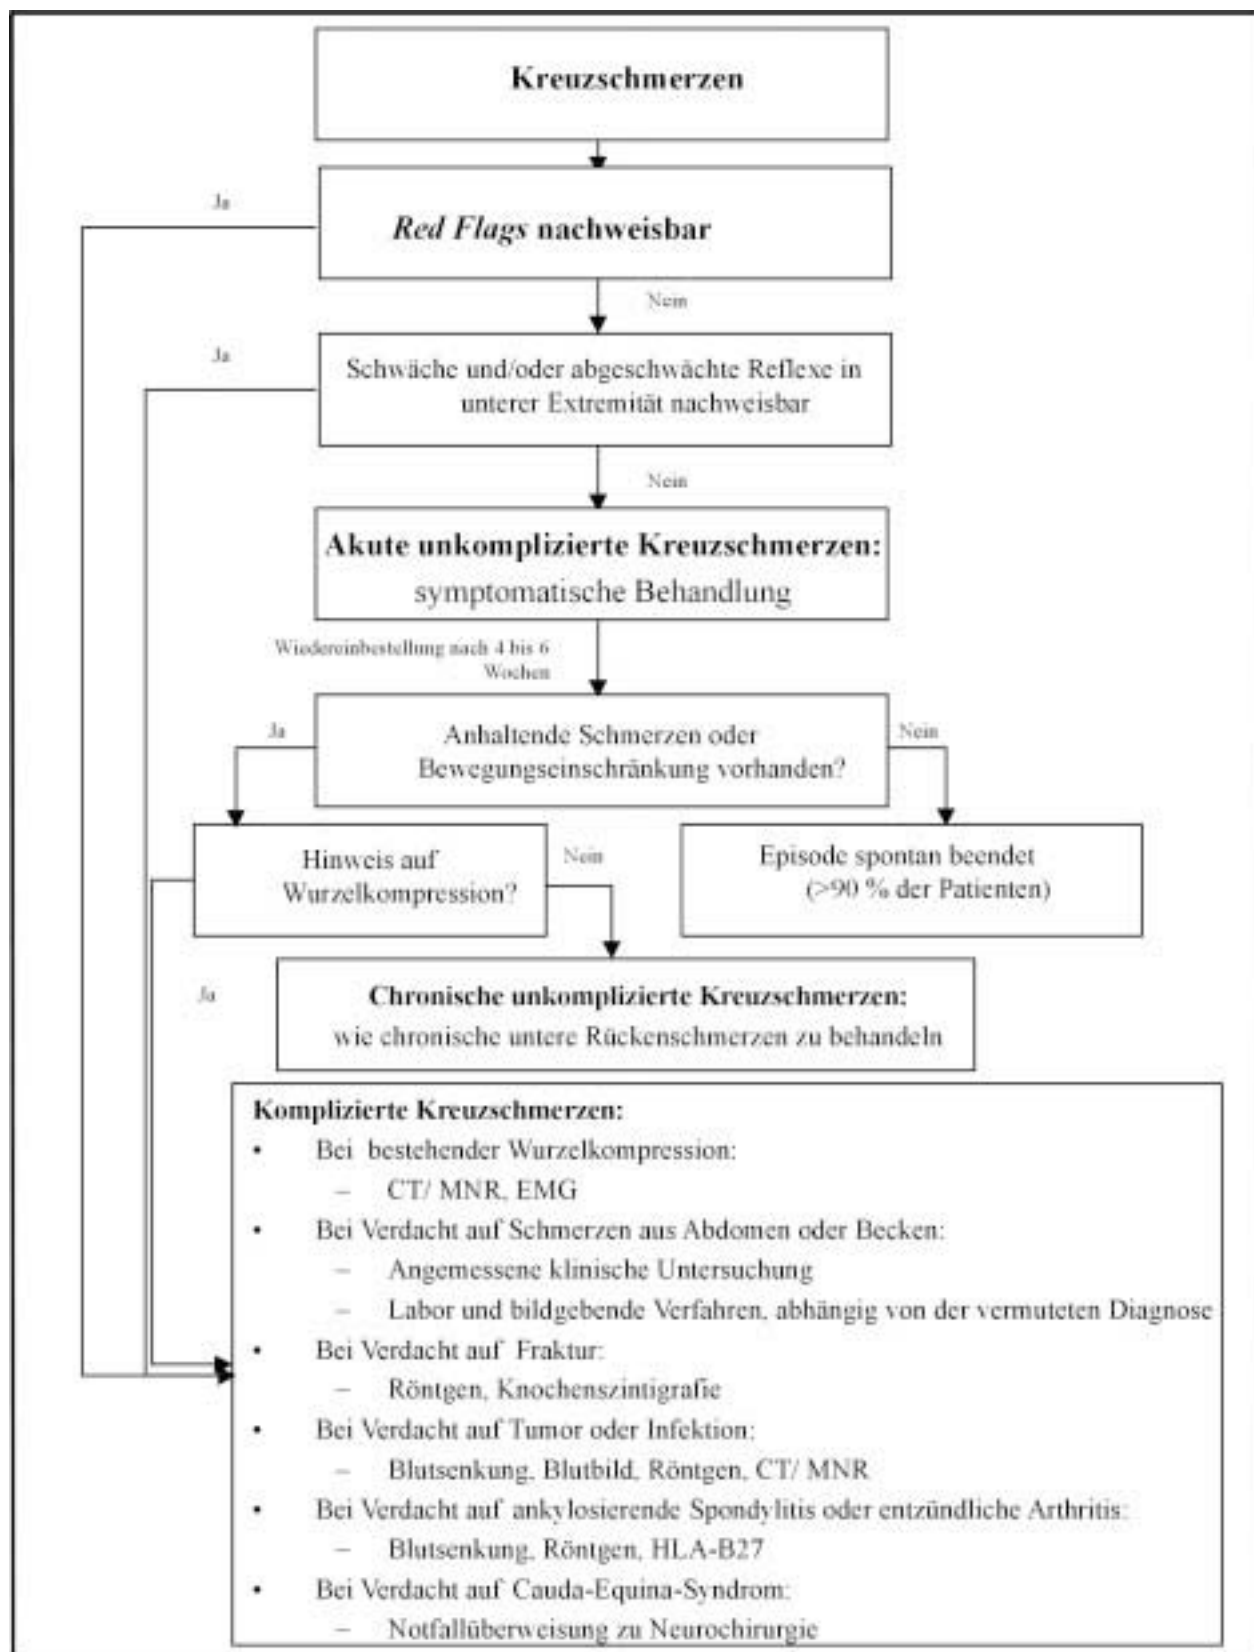 Kreuzschmerzen
Ja
Red Flags nachweisbar
Nein
Ja
Schwäche und/oder abgeschwächte Reflexe in
unterer Extremität nachweisbar
Nein
Akute unkomplizierte Kreuzschmerzen:
symptomatische Behandlung
Wiedereinbestellung nach 4 bis 6
Wochen
Ja
Anhaltende Schmerzen oder
Bewegungseinschränkung vorhanden?
Nein
Hinweis auf
Wurzelkompression?
Nein
Episode spontan beendet
(>90 % der Patienten)
Ja
Chronische unkomplizierte Kreuzschmerzen:
wie chronische untere Rückenschmerzen zu behandeln
Komplizierte Kreuzschmerzen:
• Bei bestehender Wurzelkompression:
– CT/ MNR, EMG
• Bei Verdacht auf Schmerzen aus Abdomen oder Becken:
– Angemessene klinische Untersuchung
– Labor und bildgebende Verfahren, abhängig von der vermuteten Diagnose
• Bei Verdacht auf Fraktur:
– Röntgen, Knochenszintigrafie
• Bei Verdacht auf Tumor oder Infektion:
– Blutsenkung, Blutbild, Röntgen, CT/ MNR
• Bei Verdacht auf ankylosierende Spondylitis oder entzündliche Arthritis:
– Blutsenkung, Röntgen, HLA-B27
• Bei Verdacht auf Cauda-Equina-Syndrom:
– Notfallüberweisung zu Neurochirurgie